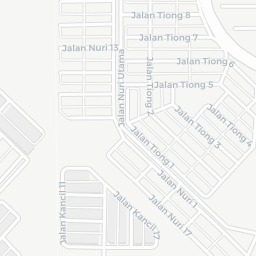 Jalan Tiong 8
Jalan Tiong 7
Jalan Nuri 13
Jalan Tiong 6
Jalan Nuri Utama
Jalan Tiong 2
Jalan Tiong 5
Jalan Tiong 3
Jalan Tiong 4
Jalan Tiong 1
Jalan Nuri 1
Jalan Kancil 11
Jalan Kancil 17
Jalan Nuri 17